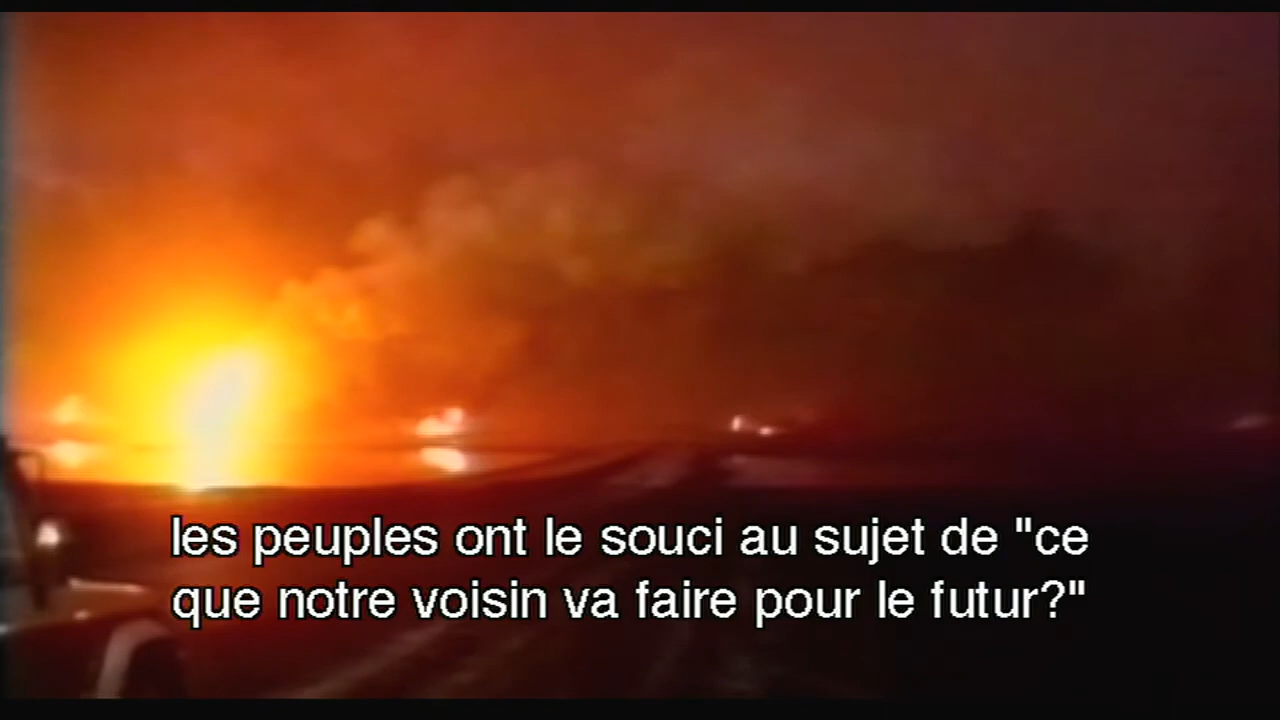 les peuples ont le souci au sujet de "ce
que notre voisin va faire pour le futur?"